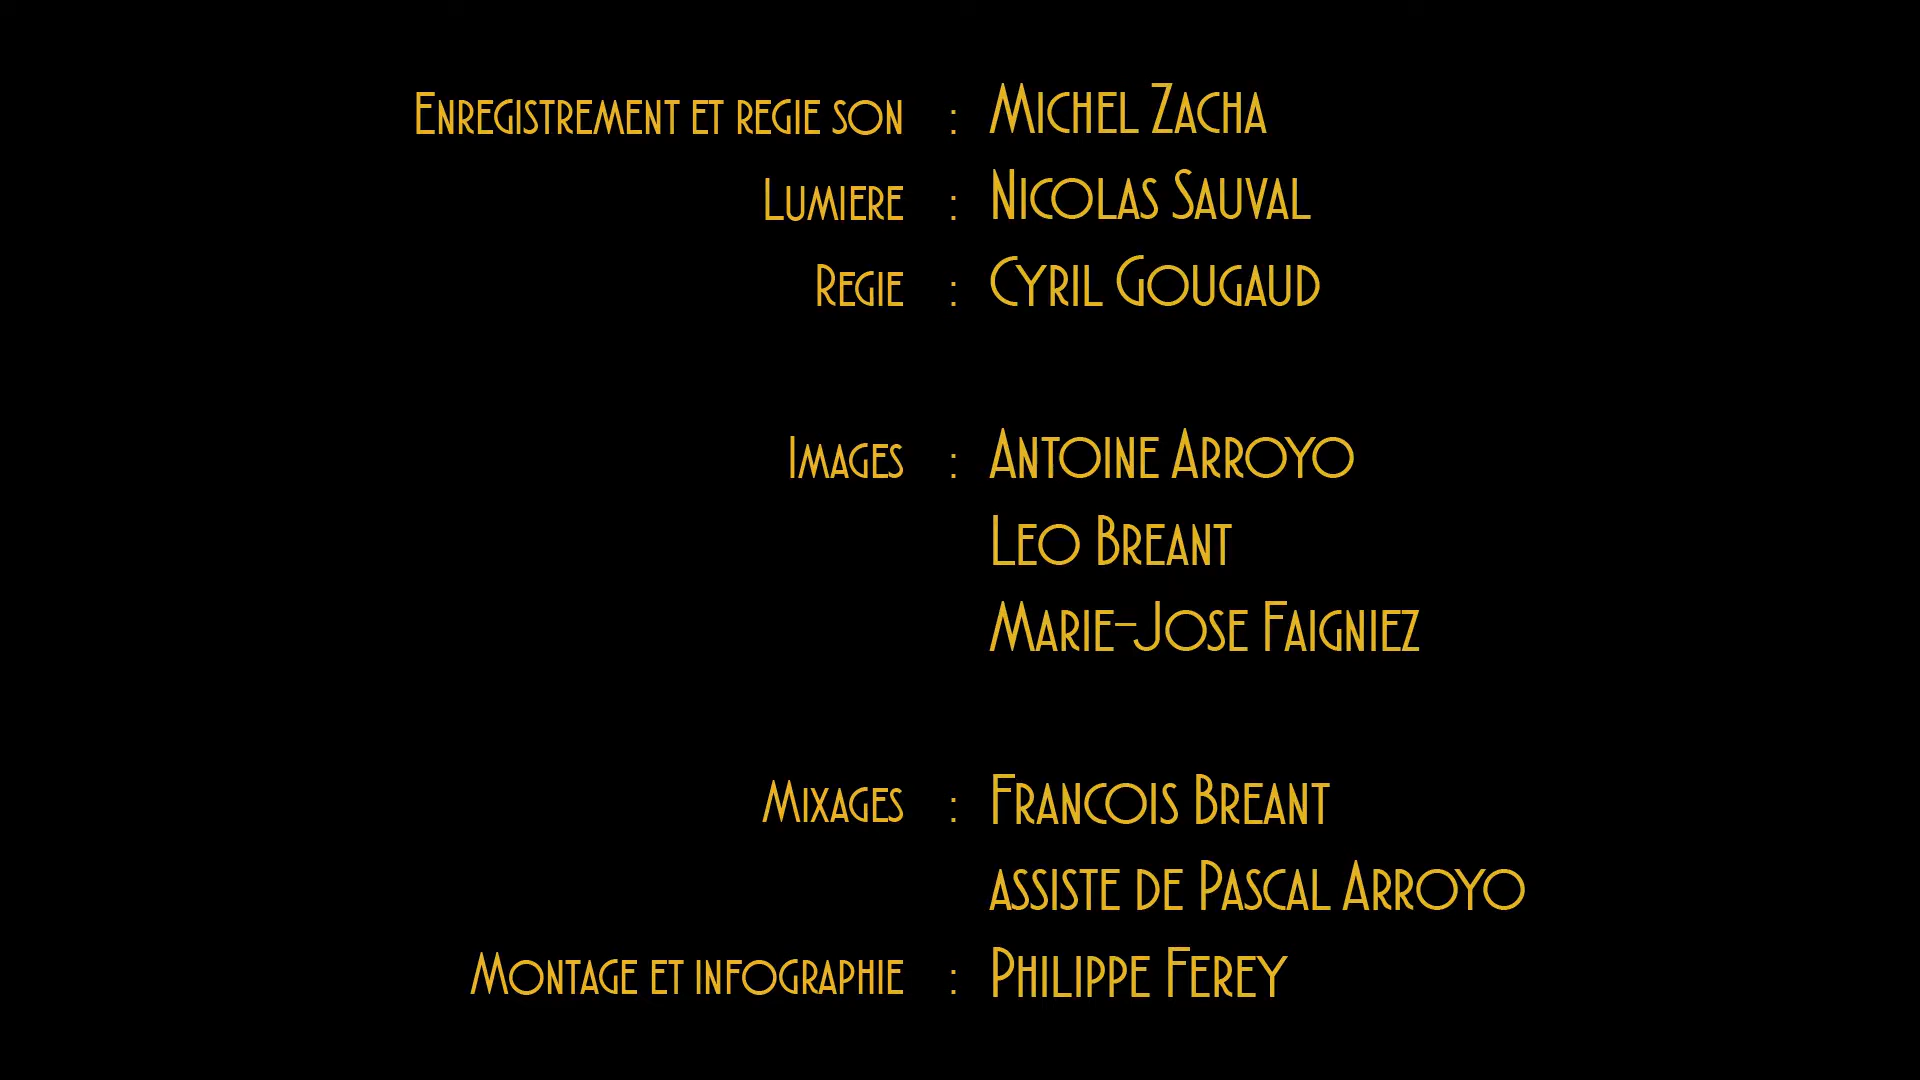 Enregistrement et regie son : Michel Zacha
Lumiere : Nicolas Sauval
Regie : Cyril Gougaud
Images : Antoine Arroyo
Leo Breant
Marie-Jose Faigniez
Mixages : Francois Breant
assiste de Pascal Arroyo
Montage et infographie : Philippe Ferey